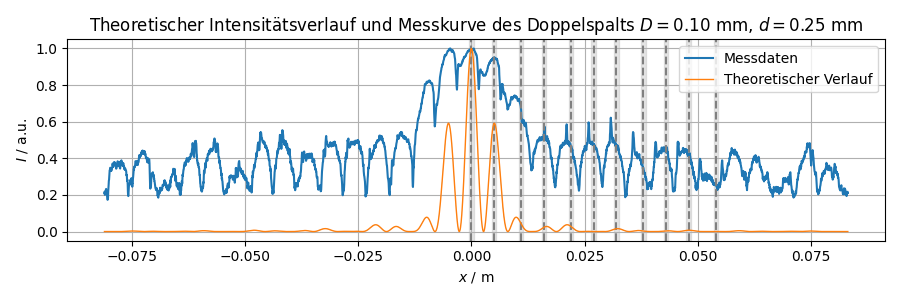 Theoretischer Intensitätsverlauf und Messkurve des Doppelspalts D = 0.10 mm, d = 0.25 mm
1.0
0.8
0.6
0.4
0.2
0.0
I / a.u.
Messdaten
Theoretischer Verlauf
−0.075 −0.050 −0.025 0.000 0.025 0.050 0.075
x / m